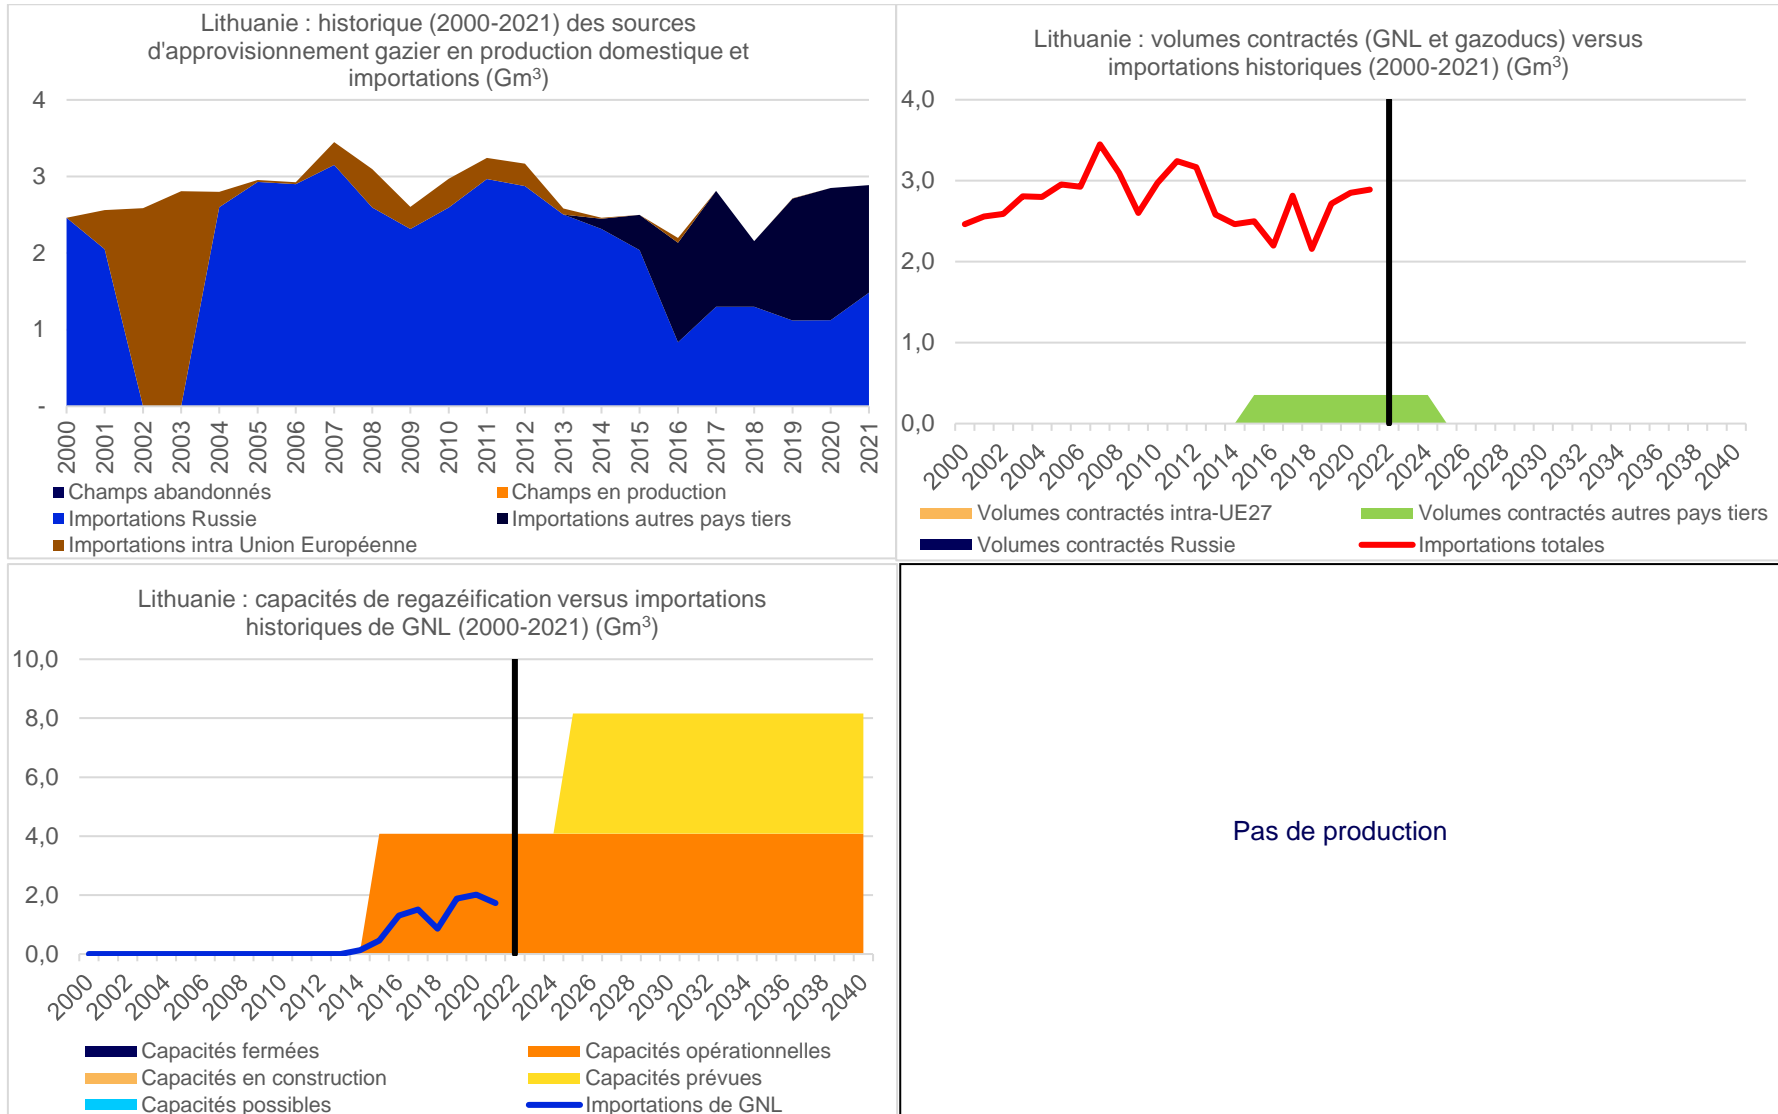 Lithuanie : historique (2000-2021) des sources
d'approvisionnement gazier en production domestique et
importations (Gm³)
4
3
2
1
-
2000 2001 2002 2003 2004 2005 2006 2007 2008 2009 2010 2011 2012 2013 2014 2015 2016 2017 2018 2019 2020 2021
Champs abandonnés Champs en production
Importations Russie Importations autres pays tiers
Importations intra Union Européenne
Lithuanie : volumes contractés (GNL et gazoducs) versus
importations historiques (2000-2021) (Gm³)
4,0
3,0
2,0
1,0
0,0
2000 2002 2004 2006 2008 2010 2012 2014 2016 2018 2020 2022 2024 2026 2028 2030 2032 2034 2036 2038 2040
Volumes contractés intra-UE27 Volumes contractés autres pays tiers
Volumes contractés Russie Importations totales
Lithuanie : capacités de regazéification versus importations
historiques de GNL (2000-2021) (Gm³)
10,0
8,0
6,0
4,0
2,0
0,0
2000 2002 2004 2006 2008 2010 2012 2014 2016 2018 2020 2022 2024 2026 2028 2030 2032 2034 2036 2038 2040
Capacités fermées Capacités opérationnelles
Capacités en construction Capacités prévues
Capacités possibles Importations de GNL
Pas de production